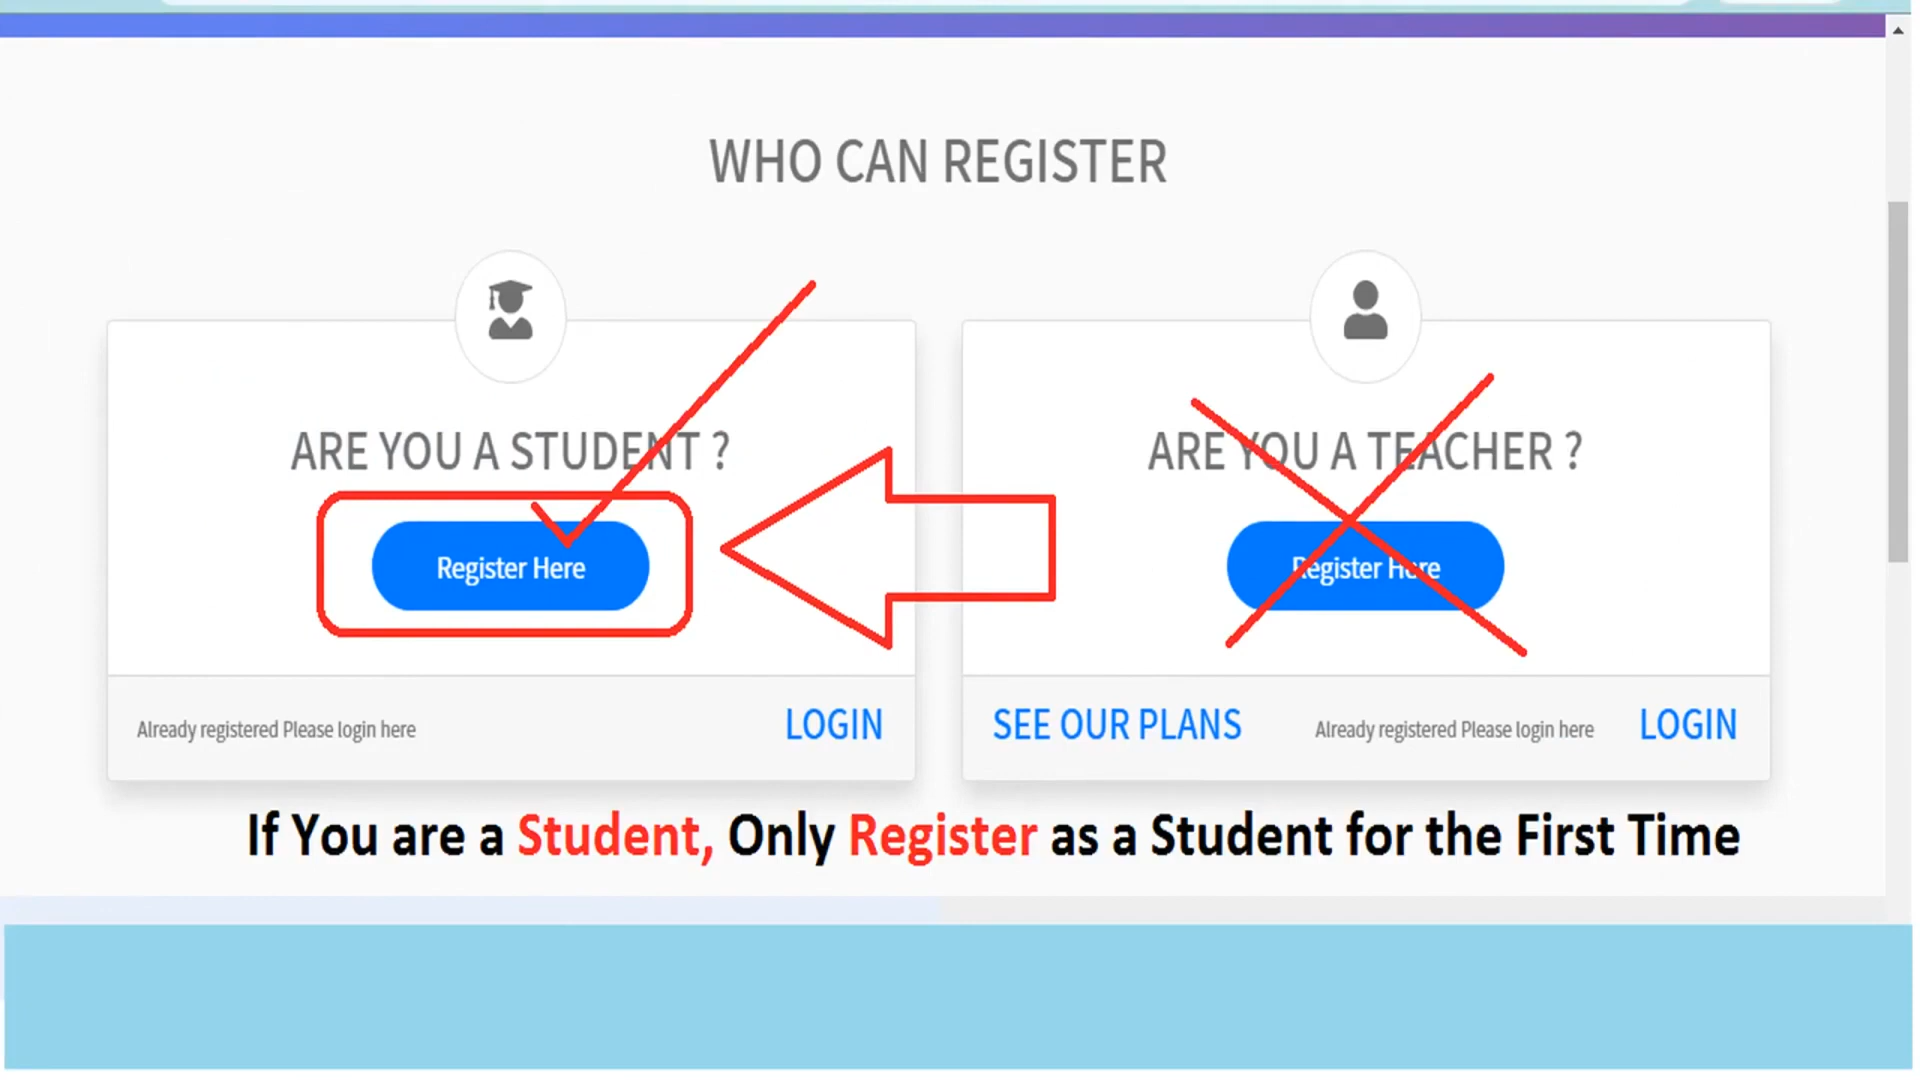 WHO CAN REGISTER
ARE YOU A STUDENT ?
Register Here
Already registered Please login here
LOGIN
ARE YOU A TEACHER ?
Register Here
SEE OUR PLANS
Already registered Please login here
LOGIN
If You are a Student, Only Register as a Student for the First Time